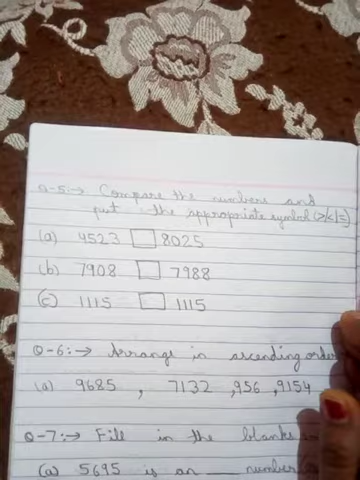 Q-5:→ Compare the numbers and
put the appropriate symbol (>/</=)
(a) 4523 □ 8025
(b) 7908 □ 7988
(c) 1115 □ 1115
Q-6:→ Arrange in ascending order
(a) 9685 , 7132 ,956 ,9154
Q-7:→ Fill in the blanks
(a) 5695 is an ___ number